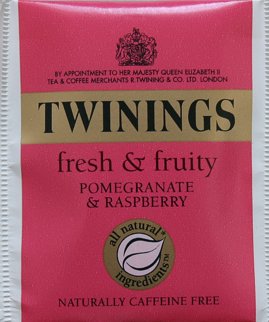 BY APPOINTMENT TO HER MAJESTY QUEEN ELIZABETH II
TEA & COFFEE MERCHANTS R. TWINING & CO. LTD. LONDON
TWININGS
fresh & fruity
POMEGRANATE
& RASPBERRY
all natural*
ingredients™
NATURALLY CAFFEINE FREE